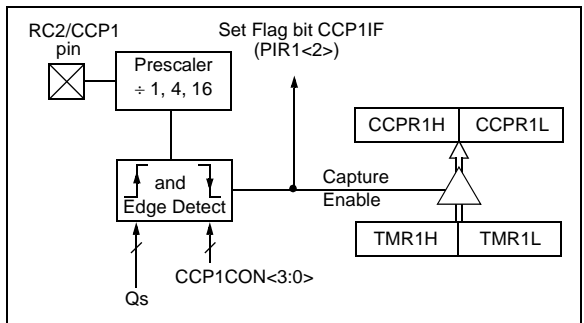 RC2/CCP1
pin
Set Flag bit CCP1IF
(PIR1<2>)
Prescaler
÷ 1, 4, 16
CCPR1H
CCPR1L
and
Edge Detect
Capture
Enable
TMR1H
TMR1L
CCP1CON<3:0>
Qs